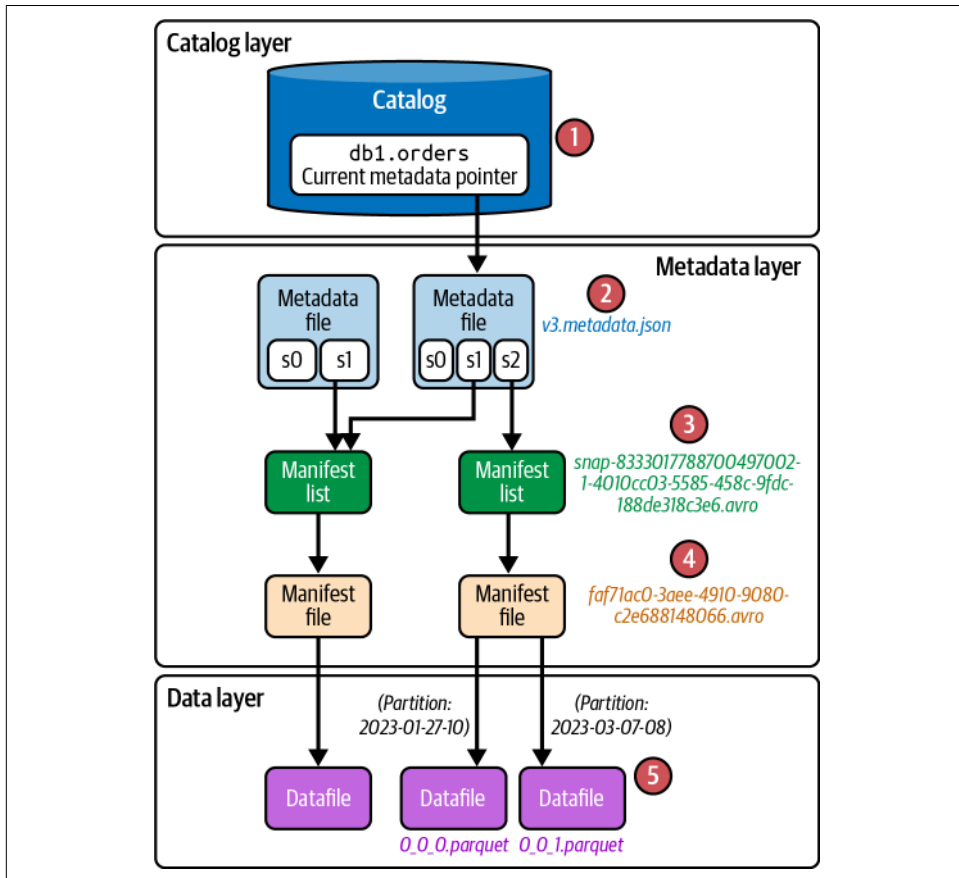 Catalog layer
Catalog
1
db1.orders
Current metadata pointer
Metadata layer
Metadata
file
s0 s1
Metadata
file
s0 s1 s2
2
v3.metadata.json
3
Manifest
list
Manifest
list
snap-8333017788700497002-
1-4010cc03-5585-458c-9fdc-
188de318c3e6.avro
4
Manifest
file
Manifest
file
faf71ac0-3aee-4910-9080-
c2e688148066.avro
Data layer
(Partition:
2023-01-27-10)
(Partition:
2023-03-07-08)
5
Datafile
Datafile
Datafile
0_0_0.parquet
0_0_1.parquet